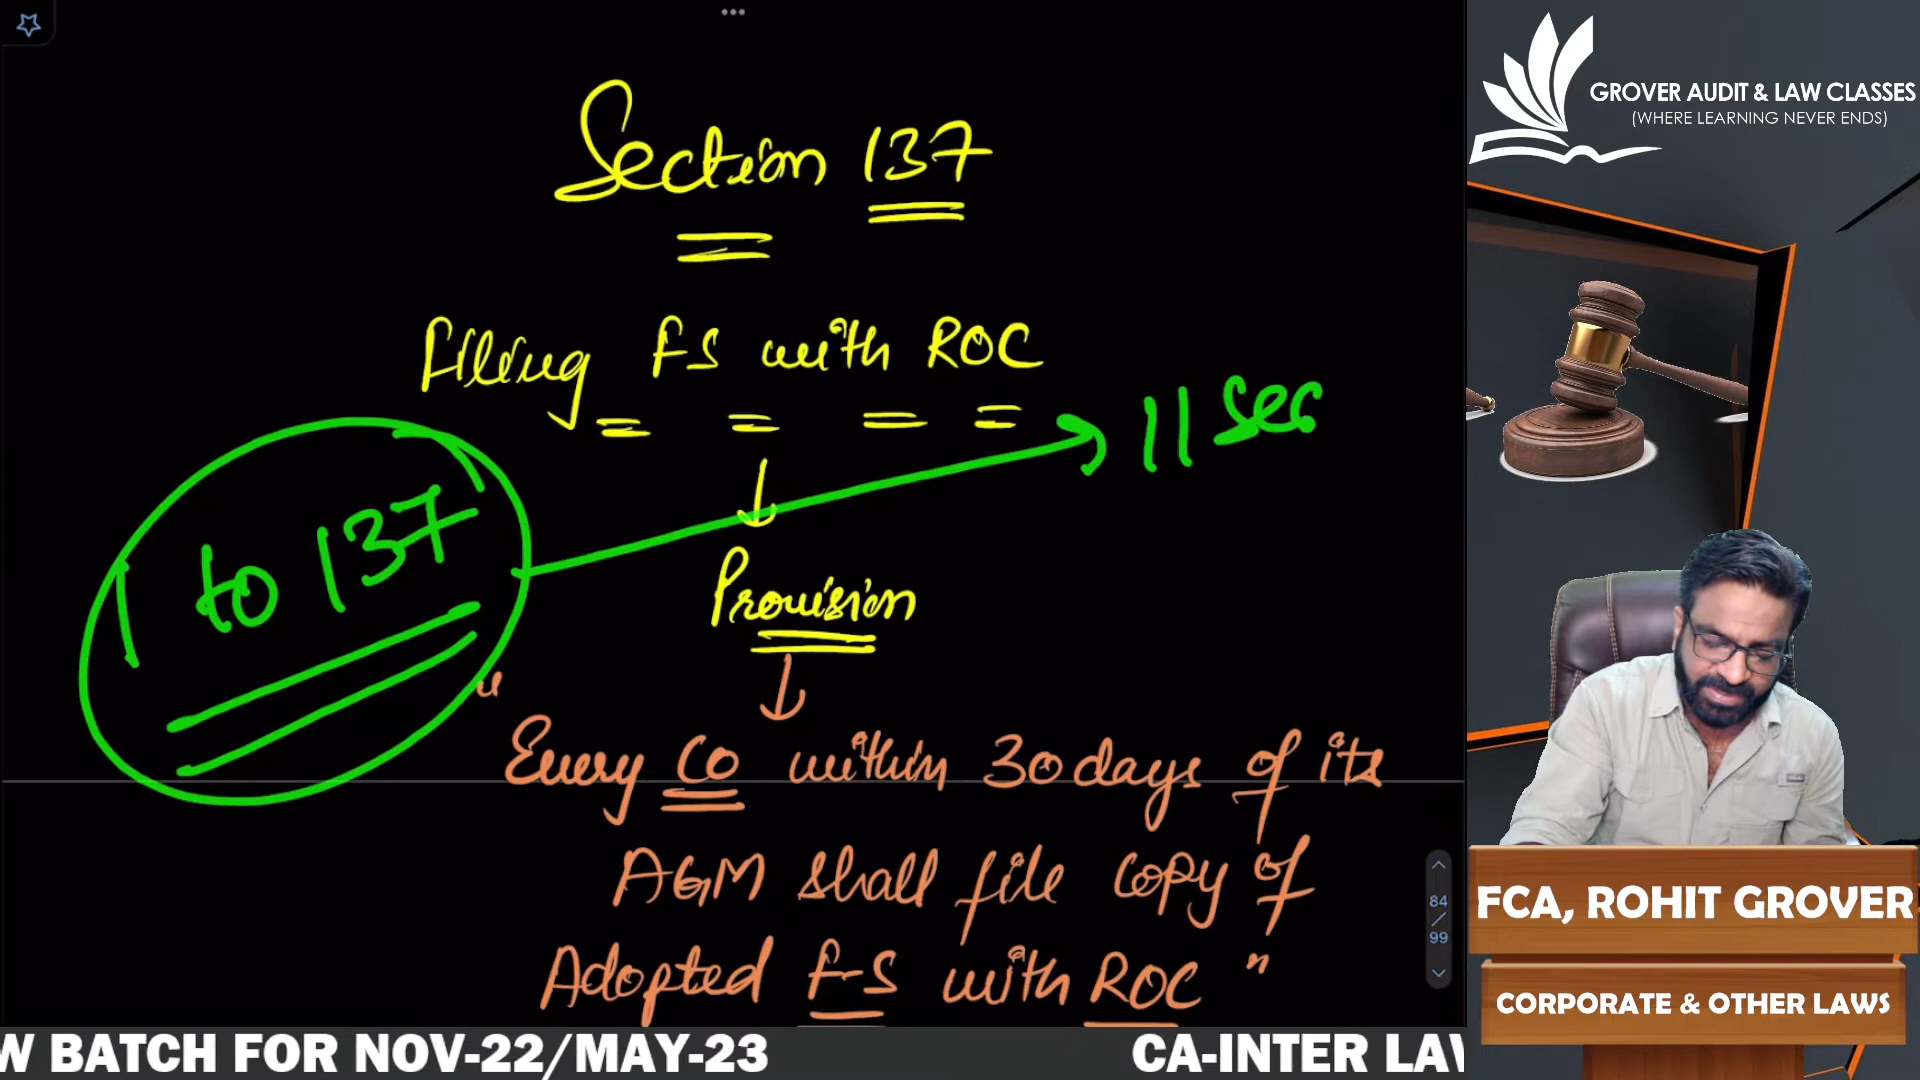 Section 137
Filing FS with ROC
11 Sec
to 137
Provision
"Every Co within 30 days of its
AGM shall file copy of
Adopted F-S with ROC"
84
99
GROVER AUDIT & LAW CLASSES
(WHERE LEARNING NEVER ENDS)
FCA, ROHIT GROVER
CORPORATE & OTHER LAWS
W BATCH FOR NOV-22/MAY-23
CA-INTER LAW